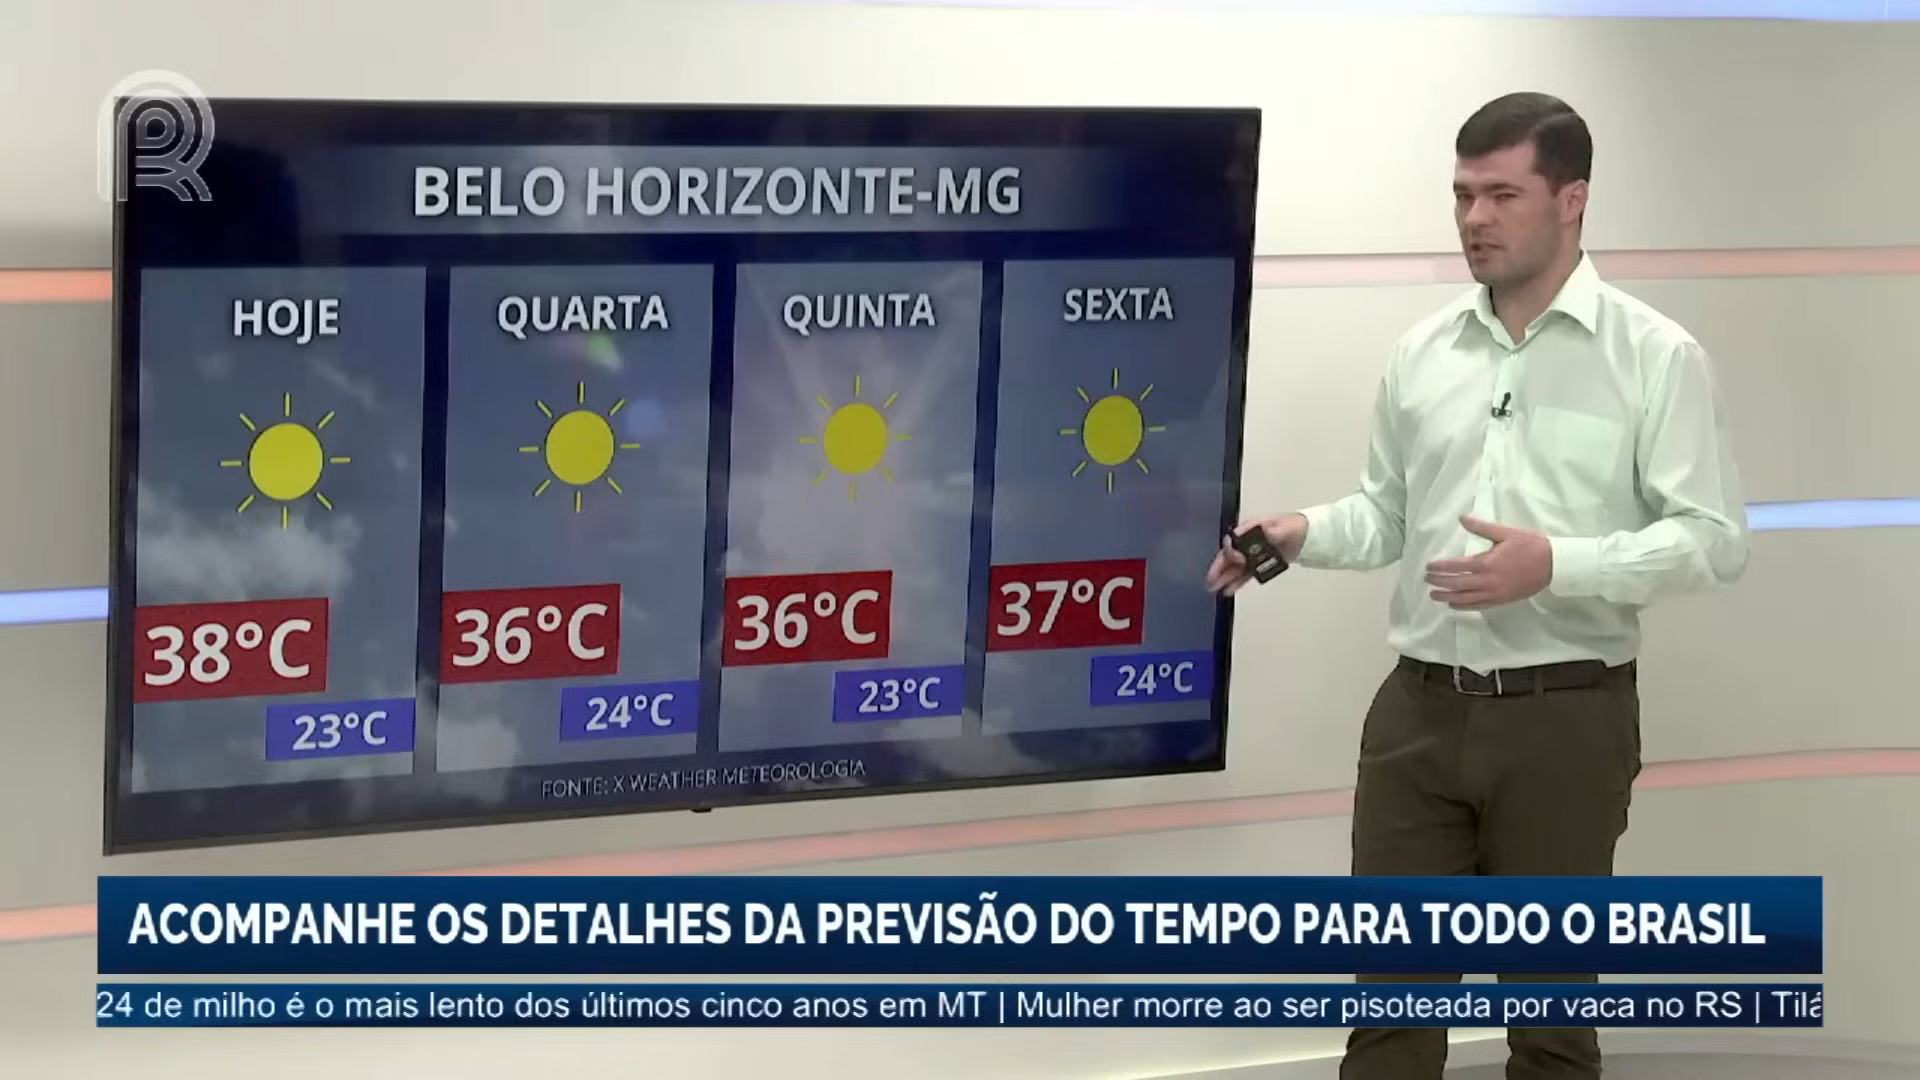 BELO HORIZONTE-MG
HOJE
QUARTA
QUINTA
SEXTA
38°C
23°C
36°C
24°C
36°C
23°C
37°C
24°C
FONTE: X WEATHER METEOROLOGIA
ACOMPANHE OS DETALHES DA PREVISÃO DO TEMPO PARA TODO O BRASIL
24 de milho é o mais lento dos últimos cinco anos em MT | Mulher morre ao ser pisoteada por vaca no RS |